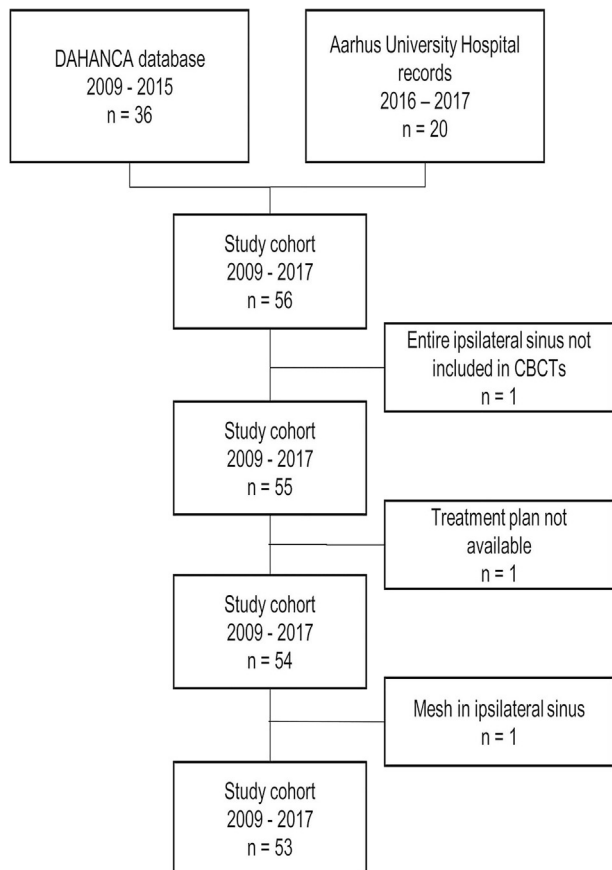 DAHANCA database
2009 - 2015
n = 36
Aarhus University Hospital
records
2016 – 2017
n = 20
Study cohort
2009 - 2017
n = 56
Entire ipsilateral sinus not
included in CBCTs
n = 1
Study cohort
2009 - 2017
n = 55
Treatment plan not
available
n = 1
Study cohort
2009 - 2017
n = 54
Mesh in ipsilateral sinus
n = 1
Study cohort
2009 - 2017
n = 53